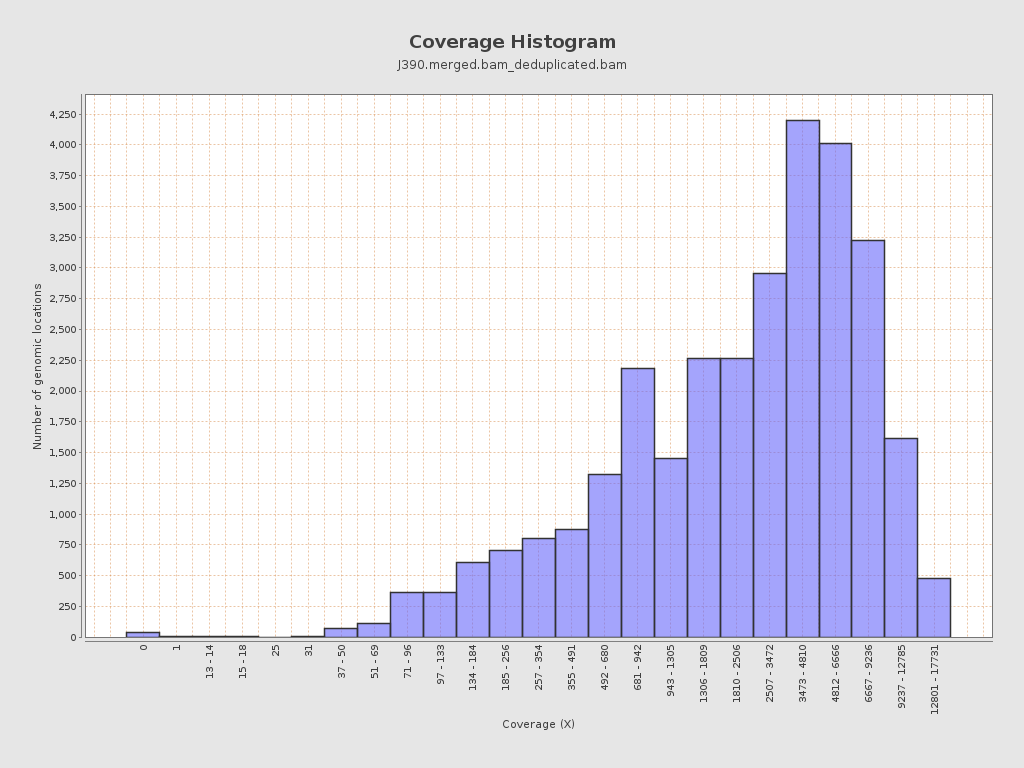 Coverage Histogram
J390.merged.bam_deduplicated.bam
Number of genomic locations
4,250
4,000
3,750
3,500
3,250
3,000
2,750
2,500
2,250
2,000
1,750
1,500
1,250
1,000
750
500
250
0
0
1
13 - 14
15 - 18
25
31
37 - 50
51 - 69
71 - 96
97 - 133
134 - 184
185 - 256
257 - 354
355 - 491
492 - 680
681 - 942
943 - 1305
1306 - 1809
1810 - 2506
2507 - 3472
3473 - 4810
4812 - 6666
6667 - 9236
9237 - 12785
12801 - 17731
Coverage (X)